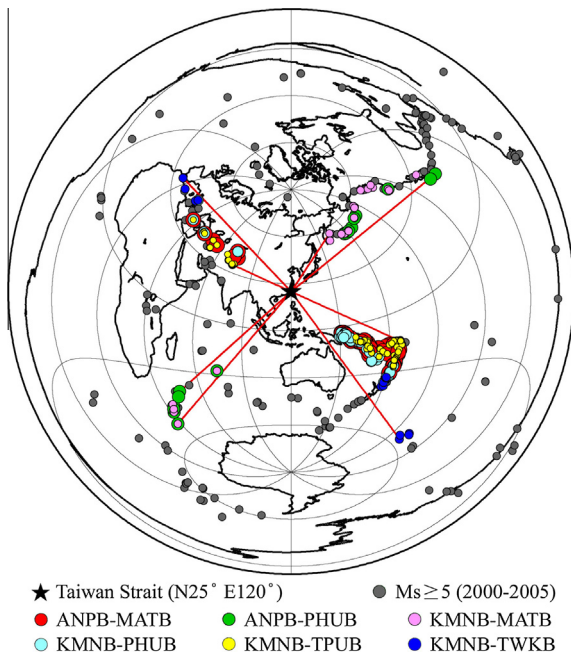 Taiwan Strait (N25° E120°) Ms≥5 (2000-2005)
ANPB-MATB ANPB-PHUB KMNB-MATB
KMNB-PHUB KMNB-TPUB KMNB-TWKB